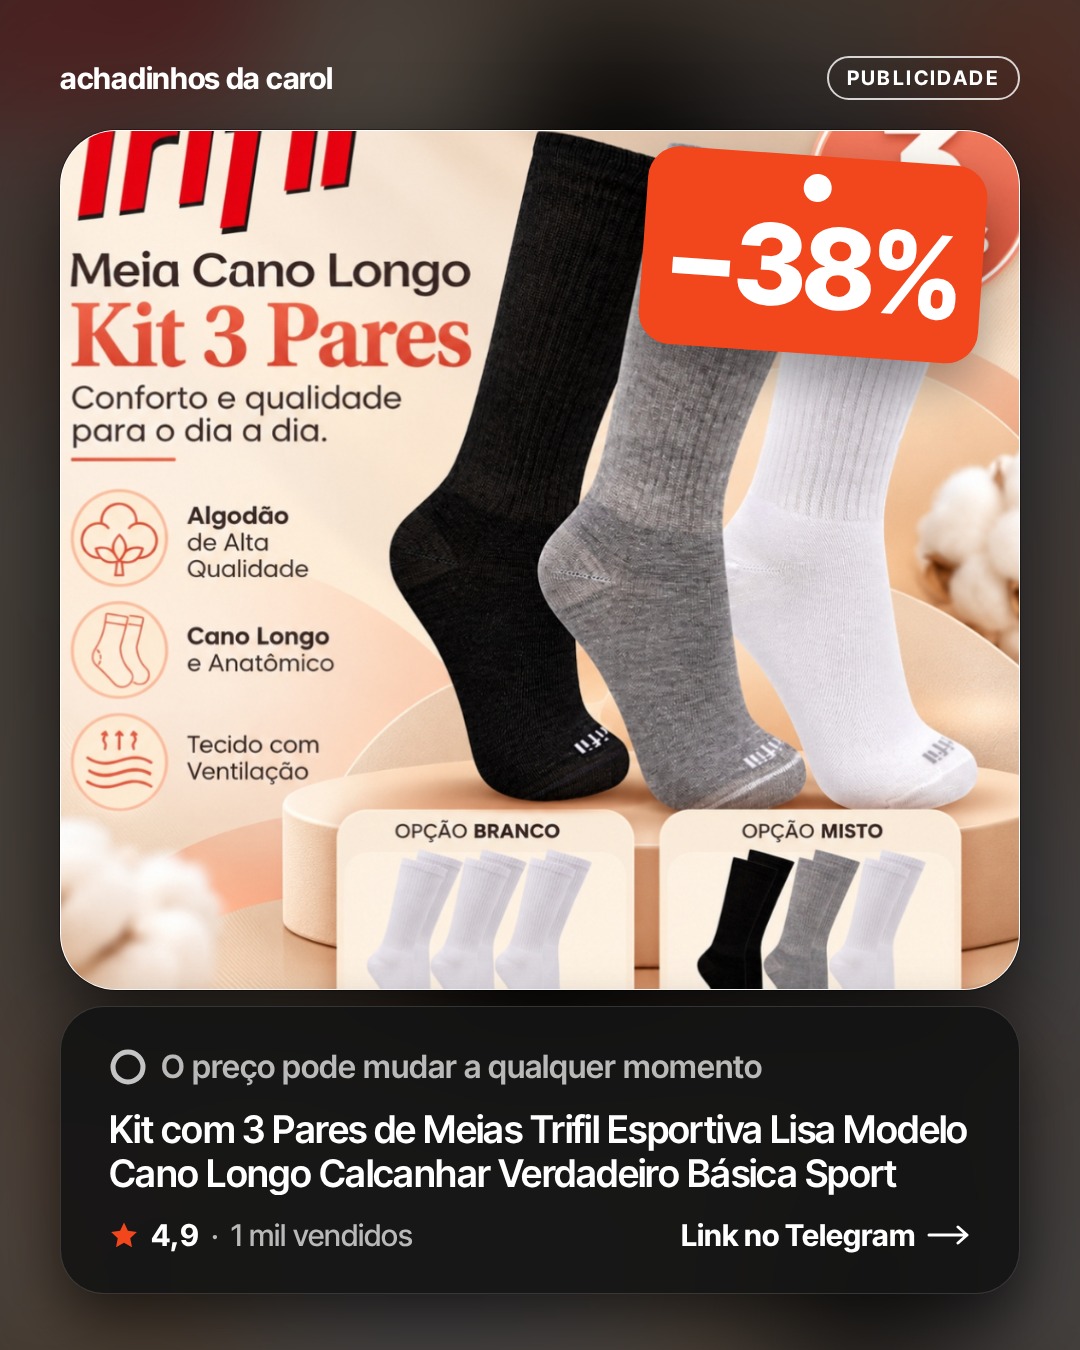 achadinhos da carol
PUBLICIDADE
Trifil
3
-38%
Meia Cano Longo
Kit 3 Pares
Conforto e qualidade
para o dia a dia.
Algodão
de Alta
Qualidade
Cano Longo
e Anatômico
Tecido com
Ventilação
trifil
OPÇÃO BRANCO
OPÇÃO MISTO
O preço pode mudar a qualquer momento
Kit com 3 Pares de Meias Trifil Esportiva Lisa Modelo
Cano Longo Calcanhar Verdadeiro Básica Sport
4,9 · 1 mil vendidos
Link no Telegram →